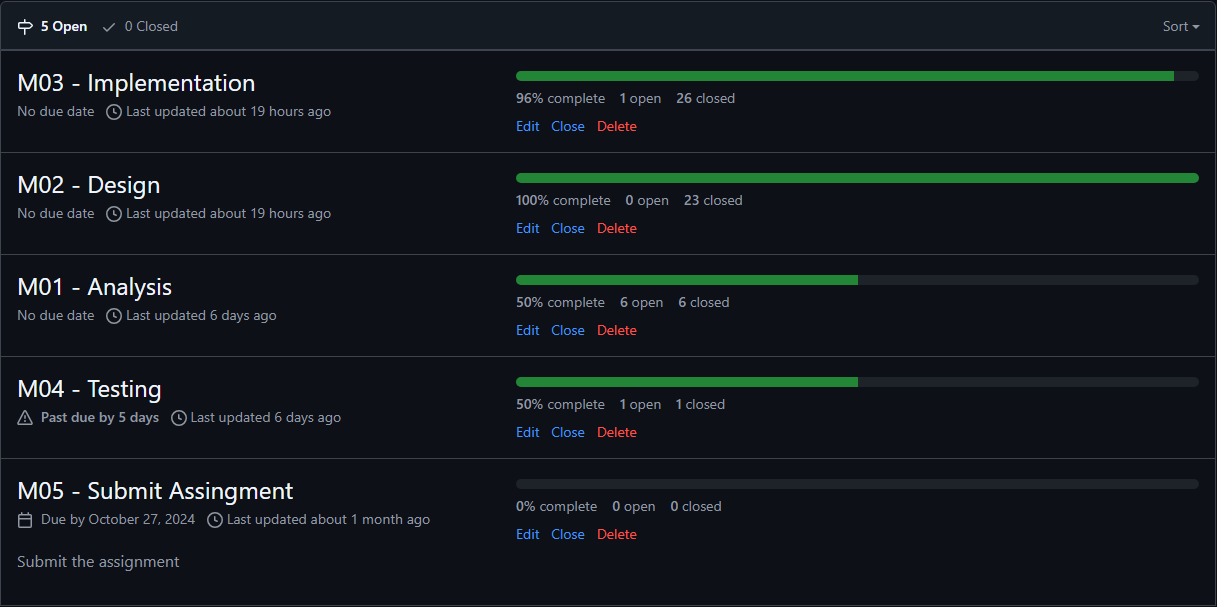 5 Open 0 Closed Sort
M03 - Implementation
No due date Last updated about 19 hours ago
96% complete 1 open 26 closed
Edit Close Delete
M02 - Design
No due date Last updated about 19 hours ago
100% complete 0 open 23 closed
Edit Close Delete
M01 - Analysis
No due date Last updated 6 days ago
50% complete 6 open 6 closed
Edit Close Delete
M04 - Testing
Past due by 5 days Last updated 6 days ago
50% complete 1 open 1 closed
Edit Close Delete
M05 - Submit Assingment
Due by October 27, 2024 Last updated about 1 month ago
Submit the assignment
0% complete 0 open 0 closed
Edit Close Delete